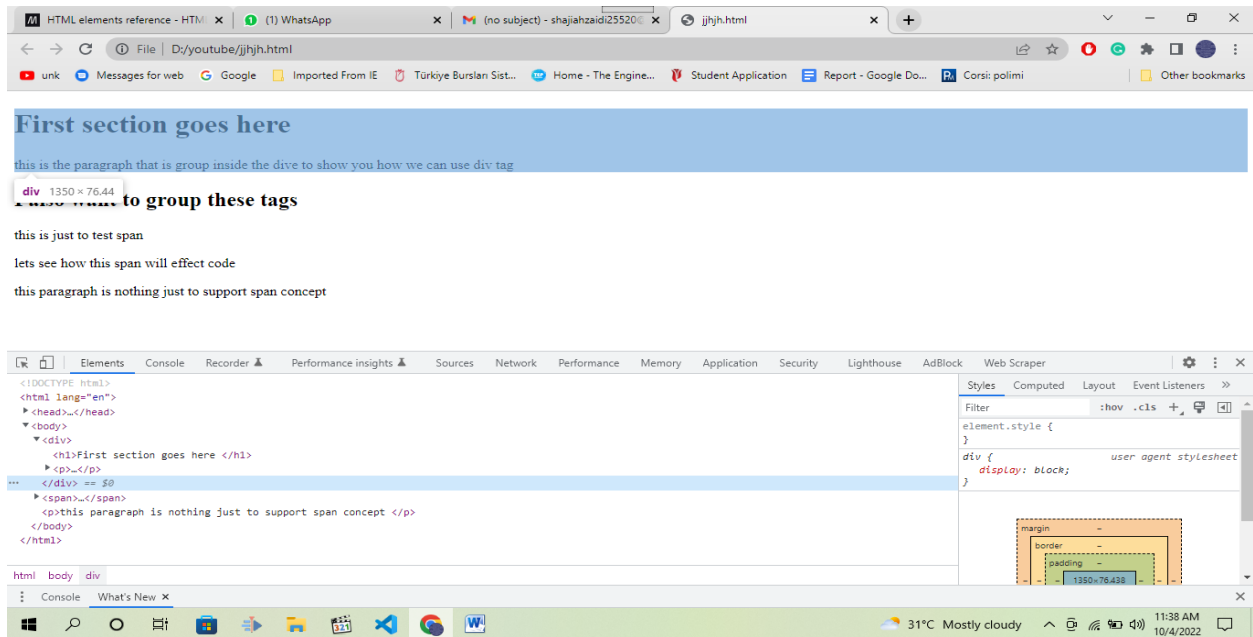 HTML elements reference - HTM
(1) WhatsApp
(no subject) - shajiahzaidi25520@
jjhjh.html
File | D:/youtube/jjhjh.html
unk
Messages for web
Google
Imported From IE
Türkiye Bursları Sist...
Home - The Engine...
Student Application
Report - Google Do...
Corsi: polimi
Other bookmarks
First section goes here
this is the paragraph that is group inside the dive to show you how we can use div tag
div 1350 × 76.44
I also want to group these tags
this is just to test span
lets see how this span will effect code
this paragraph is nothing just to support span concept
Elements Console Recorder Performance insights Sources Network Performance Memory Application Security Lighthouse AdBlock Web Scraper
<!DOCTYPE html>
<html lang="en">
<head>…</head>
<body>
<div>
<h1>First section goes here </h1>
<p>…</p>
</div> == $0
<span>…</span>
<p>this paragraph is nothing just to support span concept </p>
</body>
</html>
html body div
Styles Computed Layout Event Listeners »
Filter :hov .cls +
element.style {
}
div { user agent stylesheet
display: block;
}
margin –
border –
padding –
– – – 1350×76.438 – – –
Console What's New ×
321
31°C Mostly cloudy
11:38 AM
10/4/2022